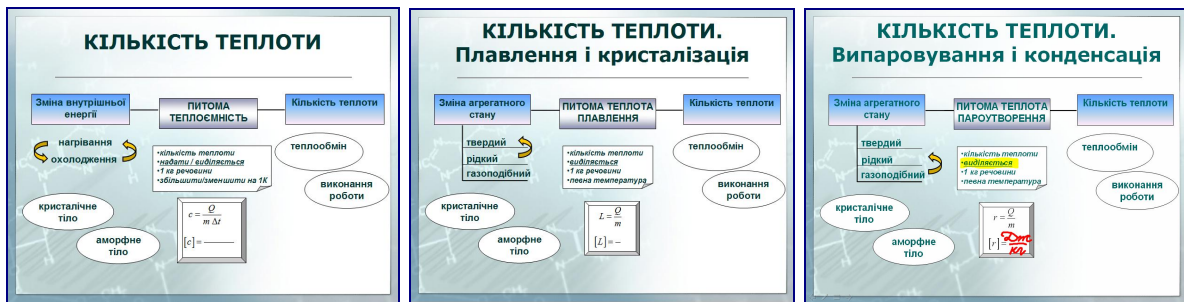 КІЛЬКІСТЬ ТЕПЛОТИ
Зміна внутрішньої
енергії
ПИТОМА
ТЕПЛОЄМНІСТЬ
Кількість теплоти
нагрівання
охолодження
•кількість теплоти
•надати / виділяється
•1 кг речовини
•збільшити/зменшити на 1К
теплообмін
виконання
роботи
кристалічне
тіло
аморфне
тіло
c = Q / m Δt
[c] = ———
КІЛЬКІСТЬ ТЕПЛОТИ.
Плавлення і кристалізація
Зміна агрегатного
стану
ПИТОМА ТЕПЛОТА
ПЛАВЛЕННЯ
Кількість теплоти
твердий
рідкий
газоподібний
•кількість теплоти
•виділяється
•1 кг речовини
•певна температура
теплообмін
виконання
роботи
кристалічне
тіло
аморфне
тіло
L = Q / m
[L] = –
КІЛЬКІСТЬ ТЕПЛОТИ.
Випаровування і конденсація
Зміна агрегатного
стану
ПИТОМА ТЕПЛОТА
ПАРОУТВОРЕННЯ
Кількість теплоти
твердий
рідкий
газоподібний
•кількість теплоти
•виділяється
•1 кг речовини
•певна температура
теплообмін
виконання
роботи
кристалічне
тіло
аморфне
тіло
r = Q / m
[r] = Дж / кг